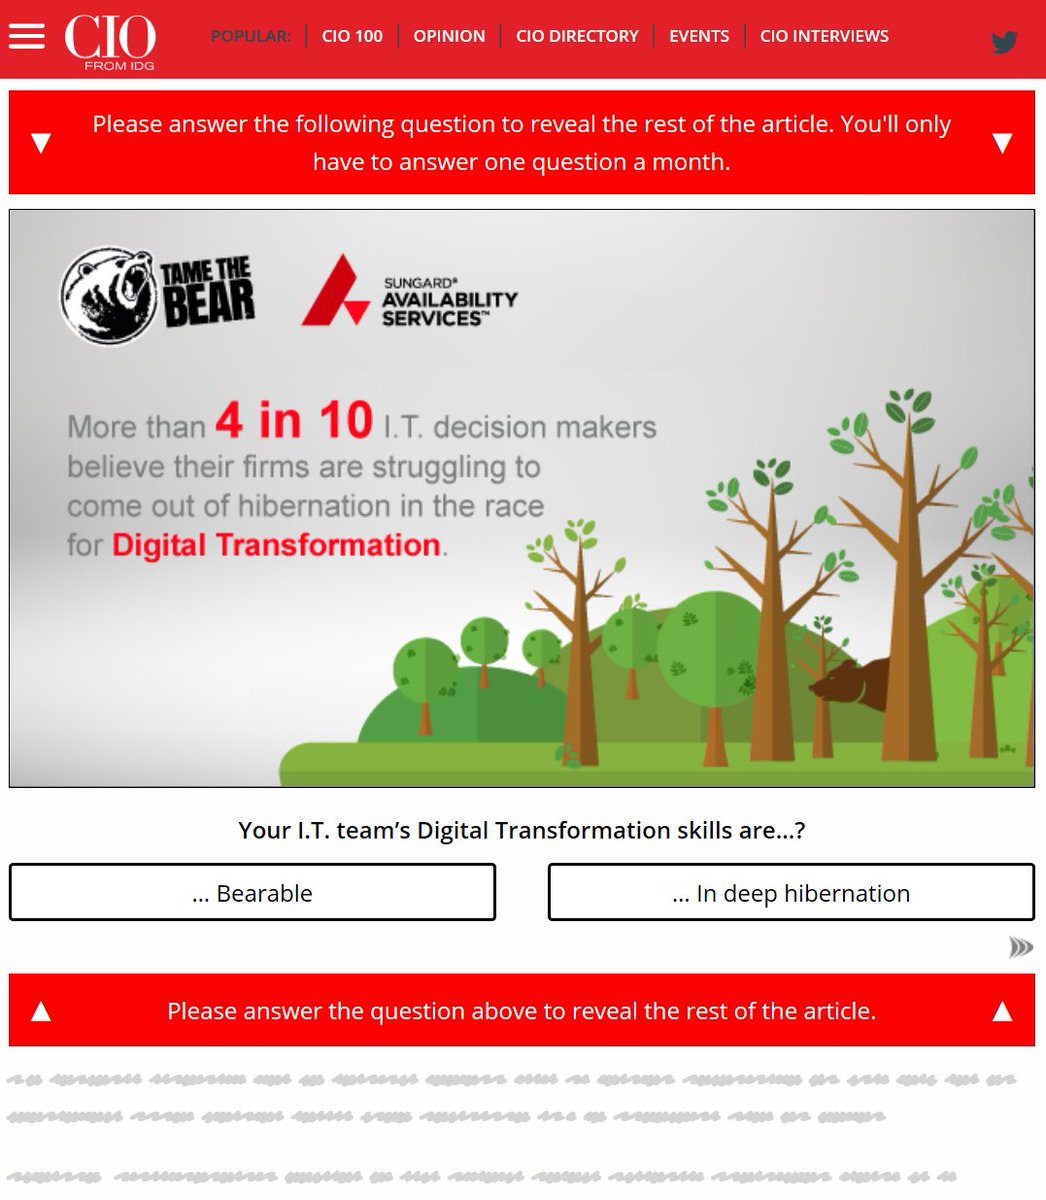 CIO
FROM IDG
POPULAR: CIO 100 OPINION CIO DIRECTORY EVENTS CIO INTERVIEWS
Please answer the following question to reveal the rest of the article. You'll only
have to answer one question a month.
TAME THE
BEAR
SUNGARD®
AVAILABILITY
SERVICES™
More than 4 in 10 I.T. decision makers
believe their firms are struggling to
come out of hibernation in the race
for Digital Transformation.
Your I.T. team’s Digital Transformation skills are...?
... Bearable
... In deep hibernation
Please answer the question above to reveal the rest of the article.